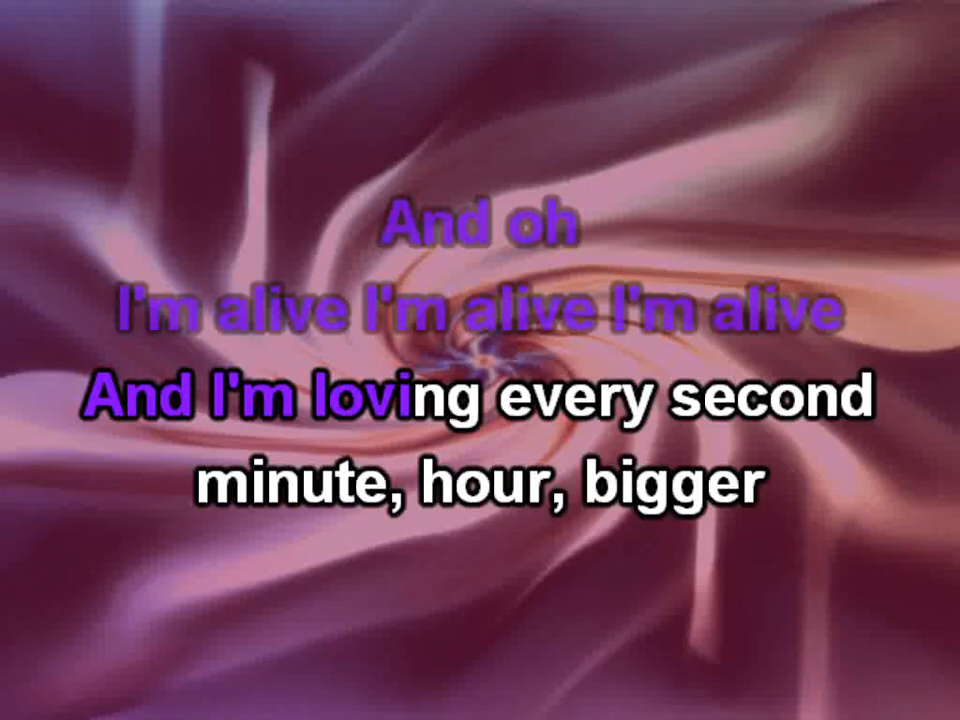 And oh
I'm alive I'm alive I'm alive
And I'm loving every second
minute, hour, bigger